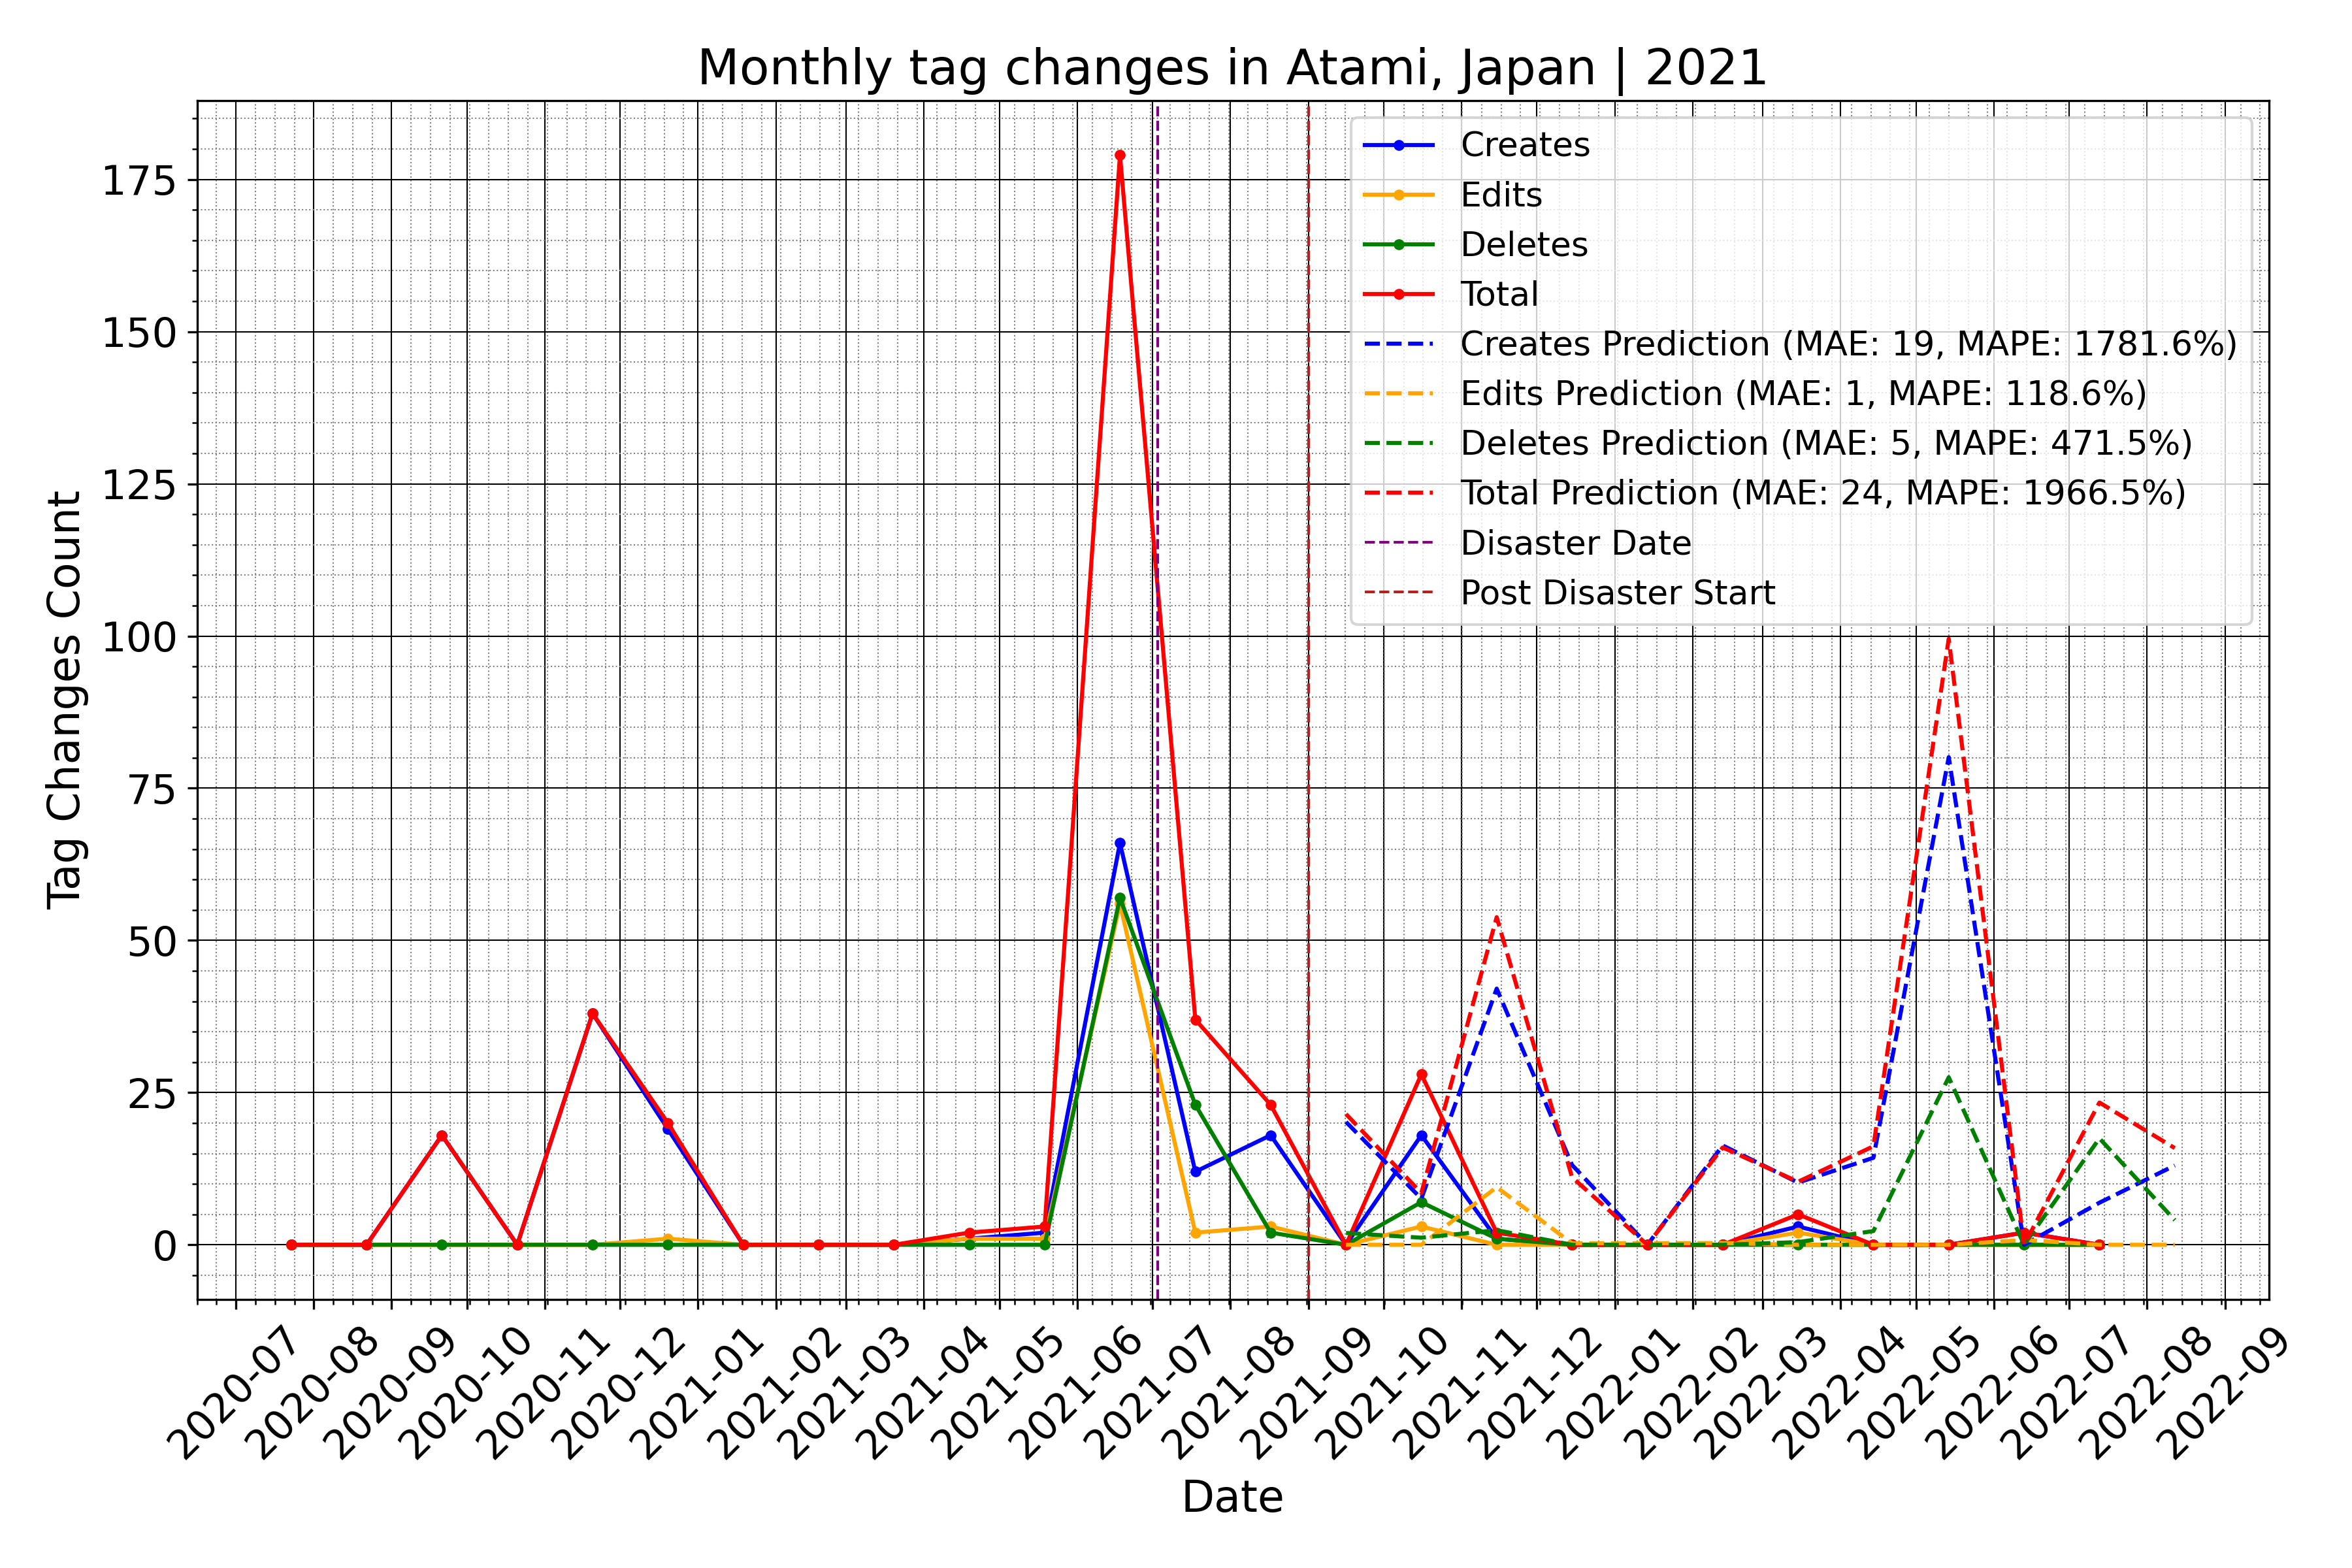 Monthly tag changes in Atami, Japan | 2021
Tag Changes Count
175
150
125
100
75
50
25
0
Creates
Edits
Deletes
Total
Creates Prediction (MAE: 19, MAPE: 1781.6%)
Edits Prediction (MAE: 1, MAPE: 118.6%)
Deletes Prediction (MAE: 5, MAPE: 471.5%)
Total Prediction (MAE: 24, MAPE: 1966.5%)
Disaster Date
Post Disaster Start
2020-07
2020-08
2020-09
2020-10
2020-11
2020-12
2021-01
2021-02
2021-03
2021-04
2021-05
2021-06
2021-07
2021-08
2021-09
2021-10
2021-11
2021-12
2022-01
2022-02
2022-03
2022-04
2022-05
2022-06
2022-07
2022-08
2022-09
Date